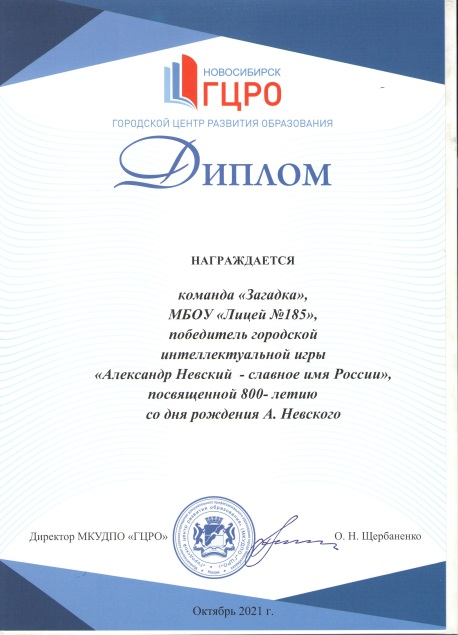 НОВОСИБИРСК
ГЦРО
ГОРОДСКОЙ ЦЕНТР РАЗВИТИЯ ОБРАЗОВАНИЯ
Диплом
НАГРАЖДАЕТСЯ
команда «Загадка»,
МБОУ «Лицей №185»,
победитель городской
интеллектуальной игры
«Александр Невский - славное имя России»,
посвященной 800- летию
со дня рождения А. Невского
Директор МКУДПО «ГЦРО» О. Н. Щербаненко
Октябрь 2021 г.